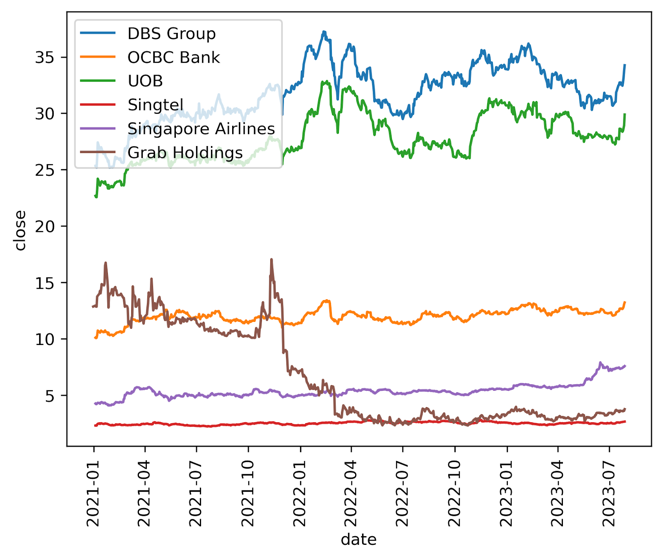 DBS Group
OCBC Bank
UOB
Singtel
Singapore Airlines
Grab Holdings
close
35
30
25
20
15
10
5
2021-01
2021-04
2021-07
2021-10
2022-01
2022-04
2022-07
2022-10
2023-01
2023-04
2023-07
date